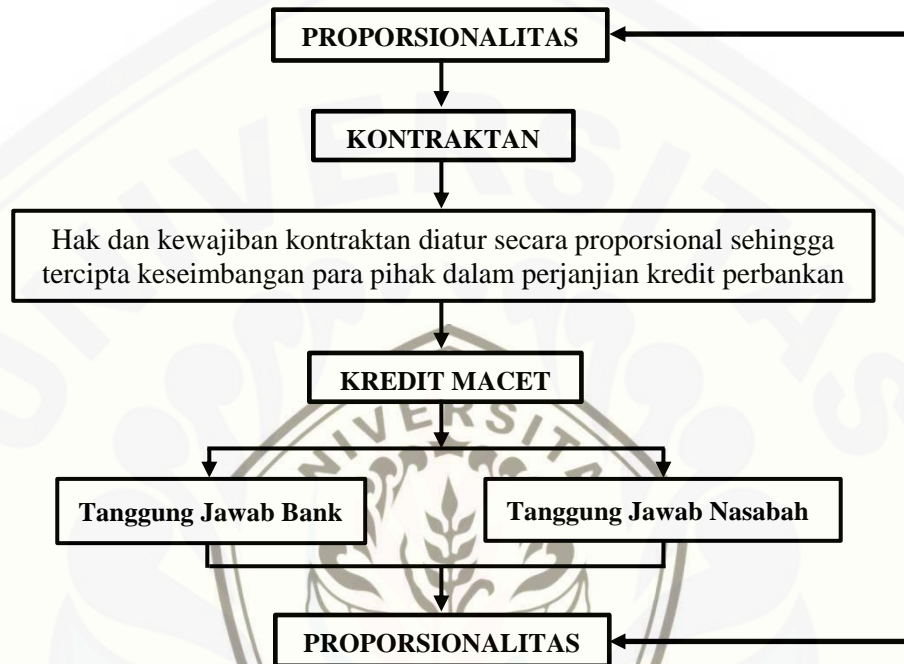 PROPORSIONALITAS
KONTRAKTAN
Hak dan kewajiban kontraktan diatur secara proporsional sehingga
tercipta keseimbangan para pihak dalam perjanjian kredit perbankan
KREDIT MACET
Tanggung Jawab Bank
Tanggung Jawab Nasabah
PROPORSIONALITAS